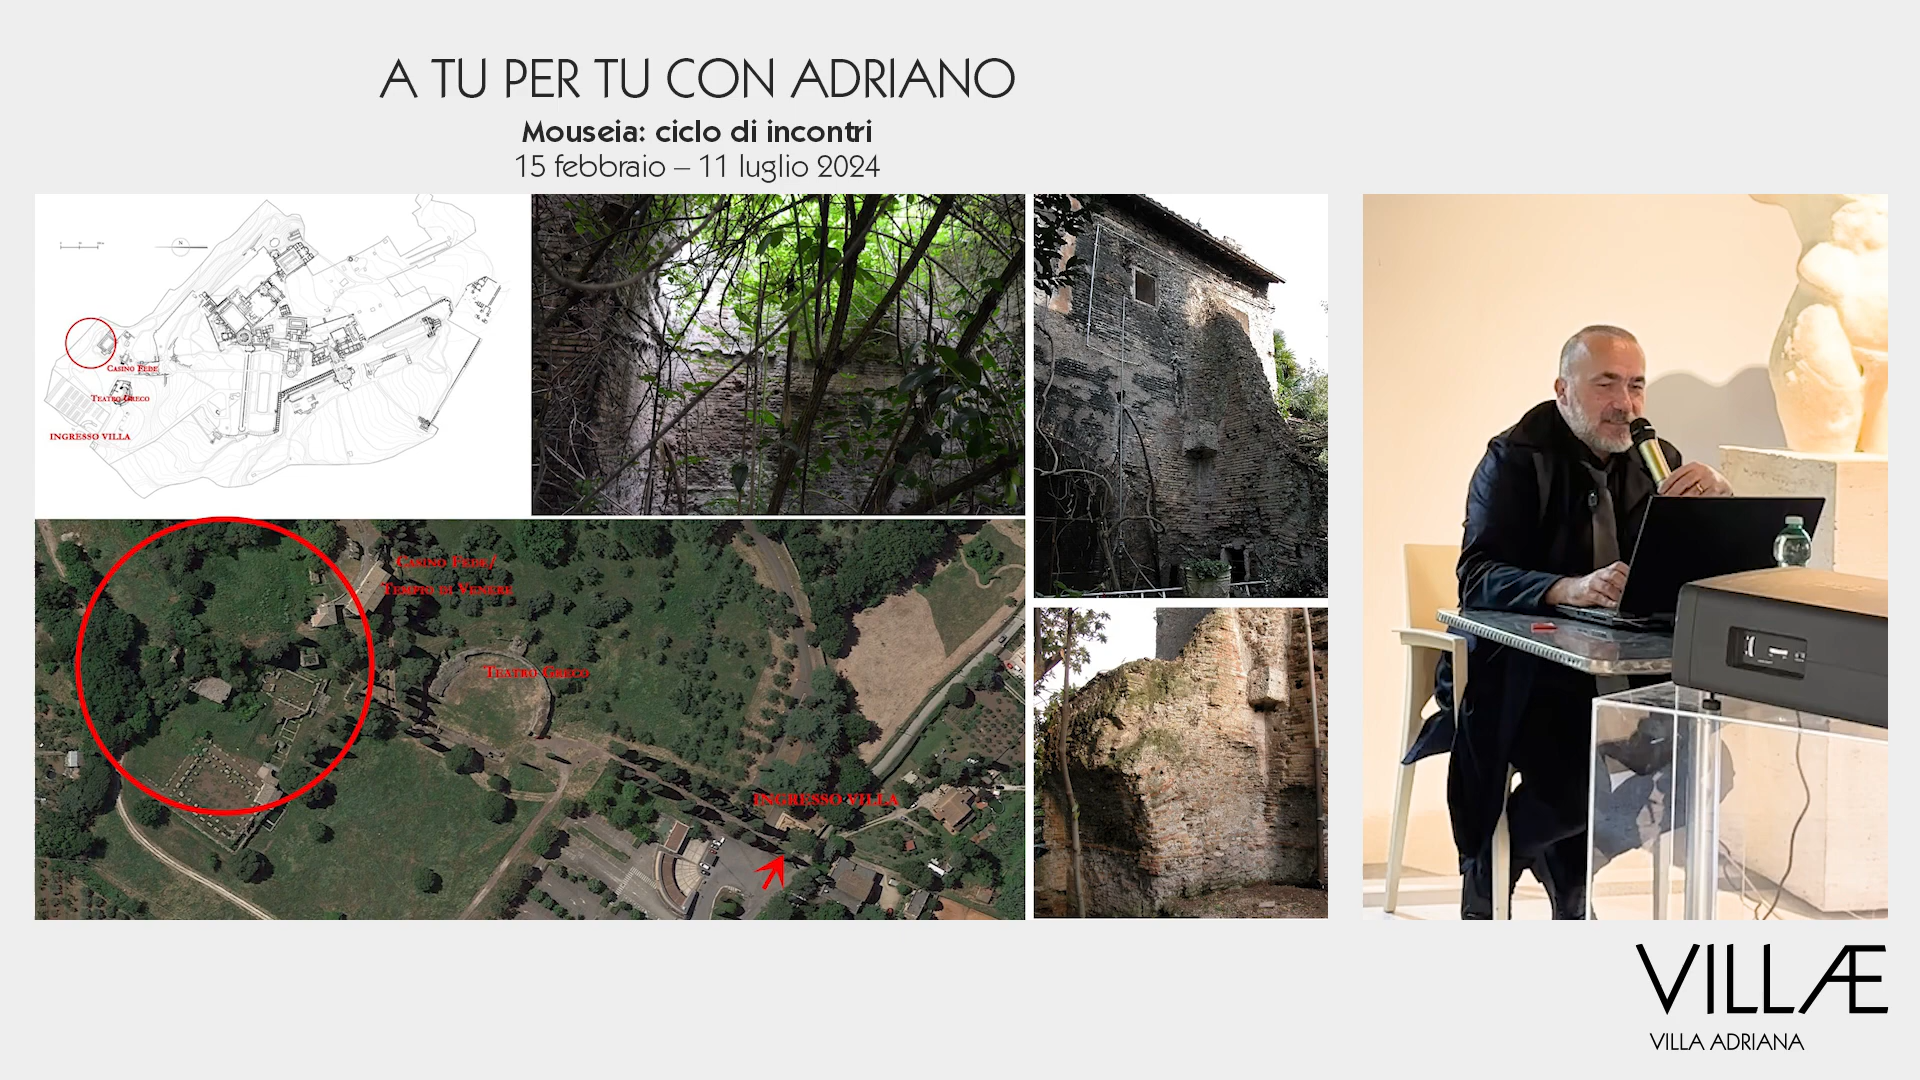 A TU PER TU CON ADRIANO
Mouseia: ciclo di incontri
15 febbraio – 11 luglio 2024
N
CASINO FEDE
TEATRO GRECO
INGRESSO VILLA
CASINO FEDE/
TEMPIO DI VENERE
TEATRO GRECO
INGRESSO VILLA
VILLÆ
VILLA ADRIANA